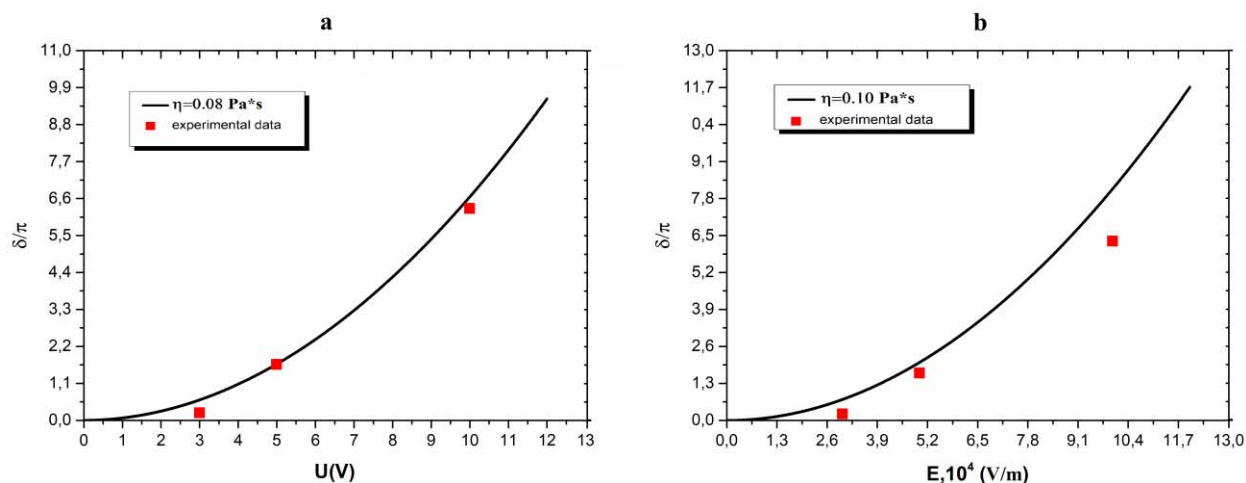 a
11,0
9,9
8,8
7,7
6,6
5,5
4,4
3,3
2,2
1,1
0,0
δ/π
η=0.08 Pa*s
experimental data
0 1 2 3 4 5 6 7 8 9 10 11 12 13
U(V)
b
13,0
11,7
0,4
9,1
7,8
6,5
5,2
3,9
2,6
1,3
0,0
δ/π
η=0.10 Pa*s
experimental data
0,0 1,3 2,6 3,9 5,2 6,5 7,8 9,1 10,4 11,7 13,0
E,10⁴ (V/m)